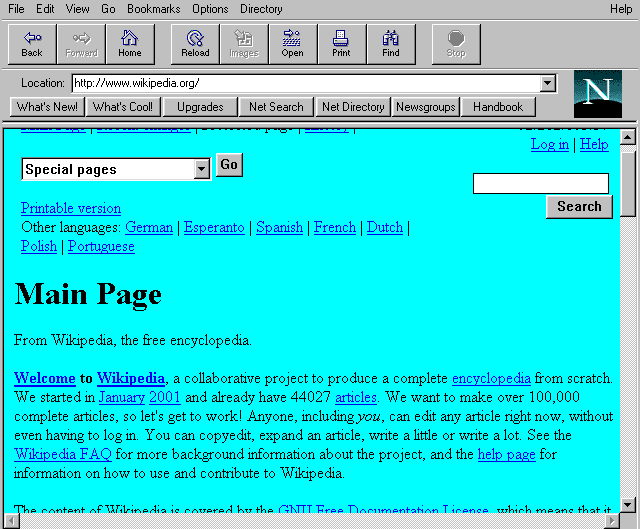 File Edit View Go Bookmarks Options Directory Help
Back Forward Home Reload Images Open Print Find Stop
Location: http://www.wikipedia.org/
N
What's New! What's Cool! Upgrades Net Search Net Directory Newsgroups Handbook
Log in | Help
Special pages Go
Search
Printable version
Other languages: German | Esperanto | Spanish | French | Dutch |
Polish | Portuguese
Main Page
From Wikipedia, the free encyclopedia.
Welcome to Wikipedia, a collaborative project to produce a complete encyclopedia from scratch.
We started in January 2001 and already have 44027 articles. We want to make over 100,000
complete articles, so let's get to work! Anyone, including you, can edit any article right now, without
even having to log in. You can copyedit, expand an article, write a little or write a lot. See the
Wikipedia FAQ for more background information about the project, and the help page for
information on how to use and contribute to Wikipedia.
The content of Wikipedia is covered by the GNU Free Documentation License, which means that it